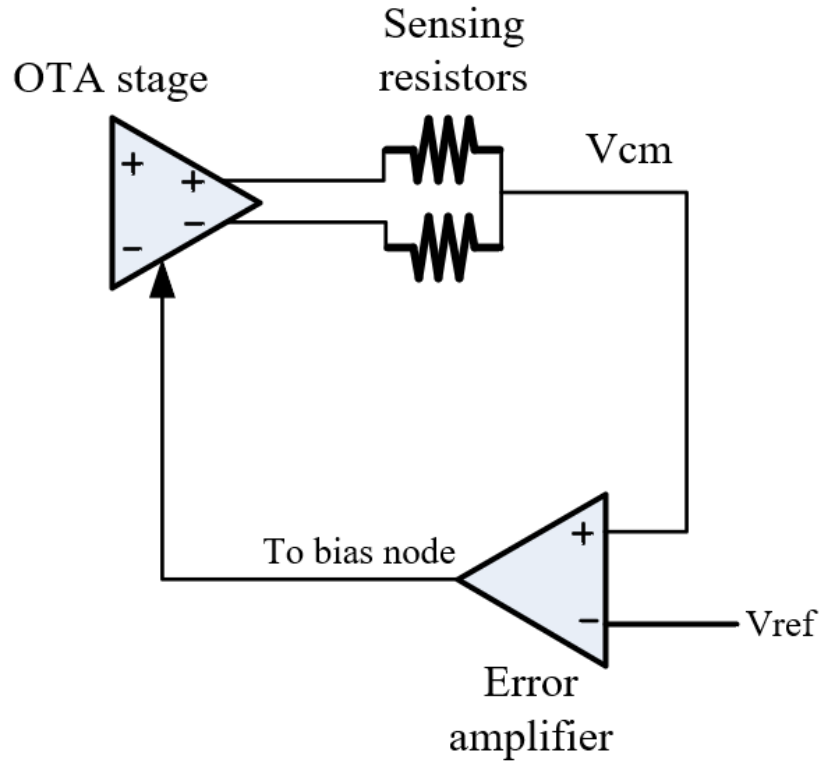 Sensing
resistors
OTA stage
Vcm
+
+
−
−
To bias node
+
−
Vref
Error
amplifier